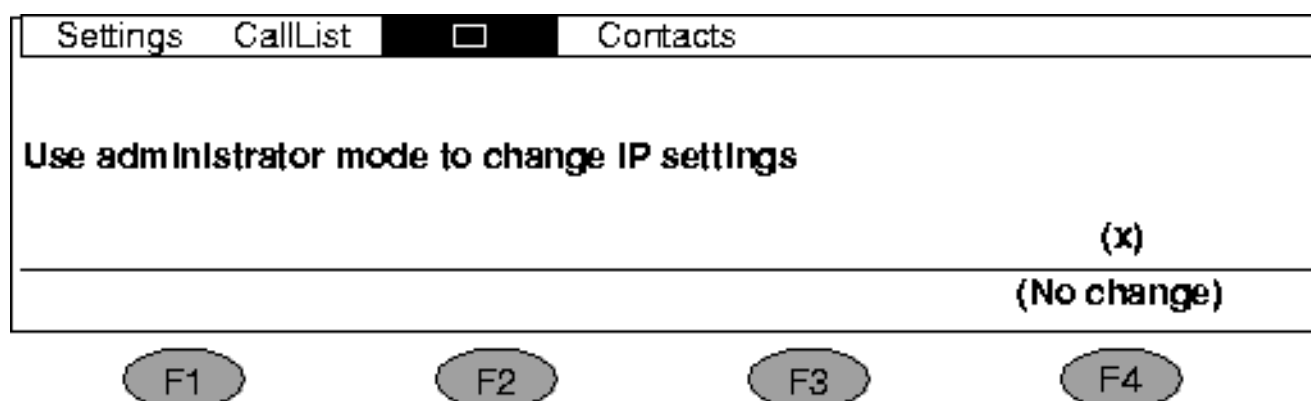 Settings CallList Contacts
Use administrator mode to change IP settings
(x)
(No change)
F1 F2 F3 F4